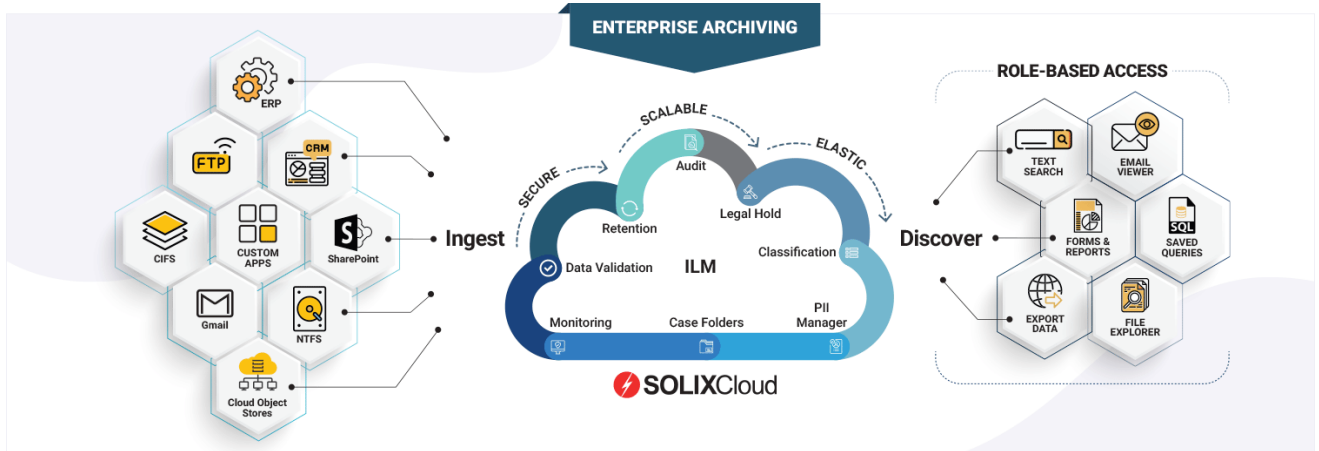 ENTERPRISE ARCHIVING
ERP
FTP
CRM
CIFS
CUSTOM
APPS
S
SharePoint
Gmail
NTFS
Cloud Object
Stores
Ingest
SECURE
SCALABLE
ELASTIC
Audit
Retention
Legal Hold
Data Validation
ILM
Classification
Monitoring
Case Folders
PII
Manager
SOLIXCloud
Discover
ROLE-BASED ACCESS
TEXT
SEARCH
EMAIL
VIEWER
FORMS &
REPORTS
SQL
SAVED
QUERIES
EXPORT
DATA
FILE
EXPLORER